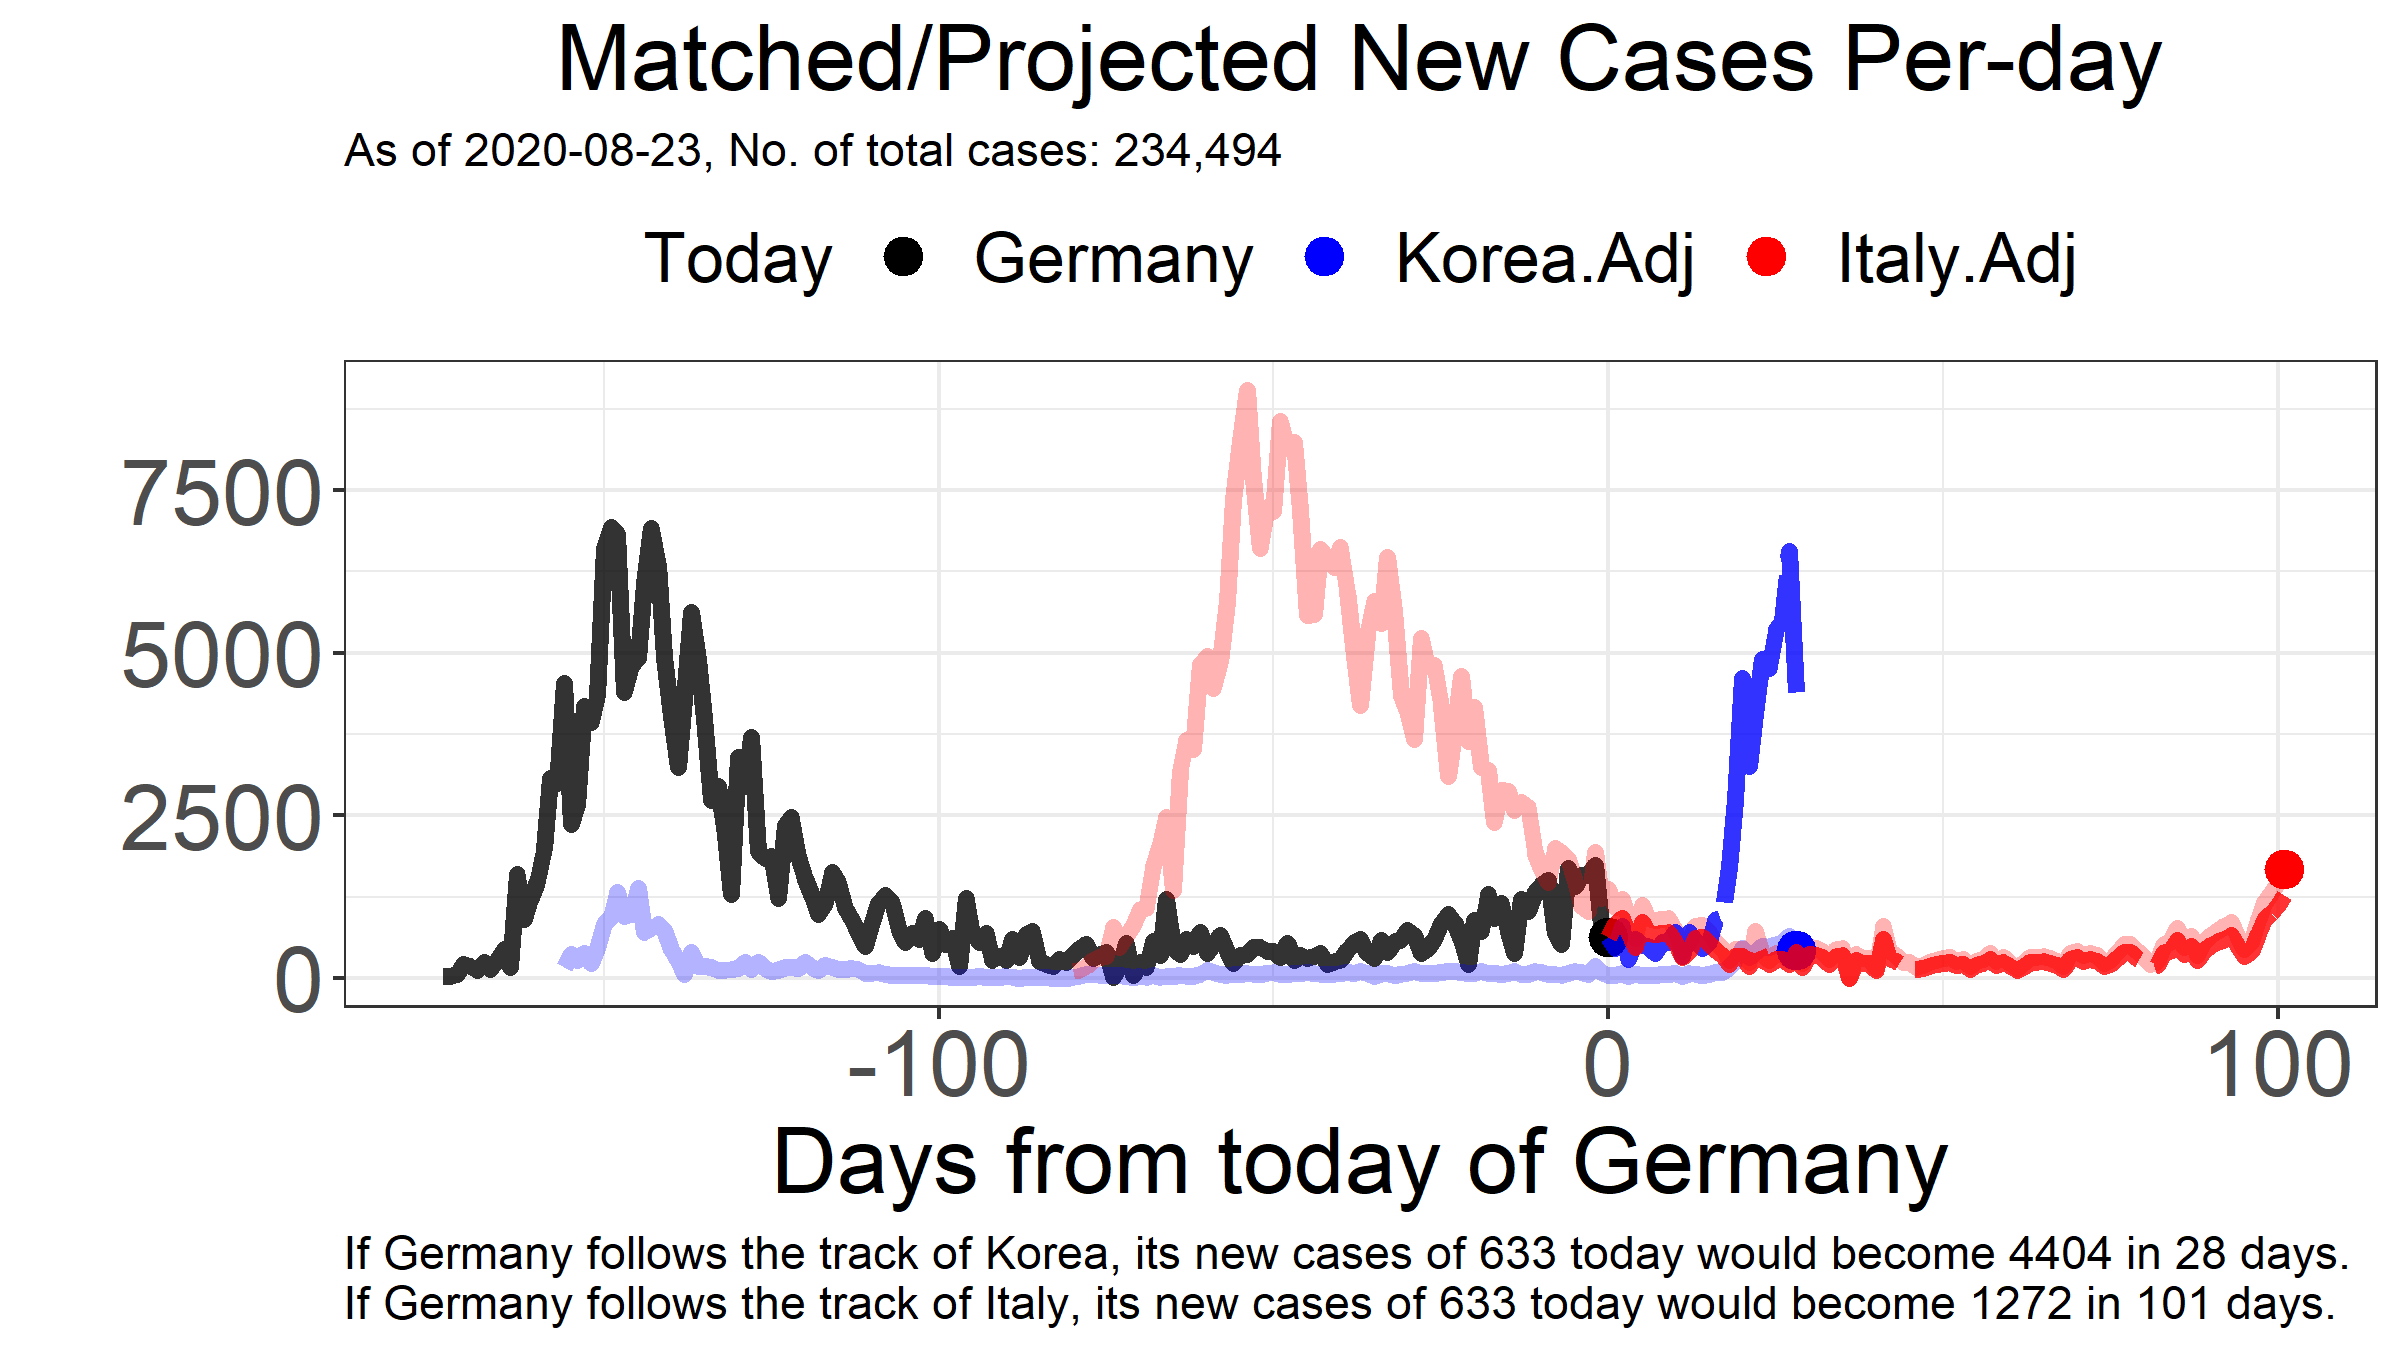 Matched/Projected New Cases Per-day
As of 2020-08-23, No. of total cases: 234,494
Today Germany Korea.Adj Italy.Adj
7500
5000
2500
0
-100 0 100
Days from today of Germany
If Germany follows the track of Korea, its new cases of 633 today would become 4404 in 28 days.
If Germany follows the track of Italy, its new cases of 633 today would become 1272 in 101 days.